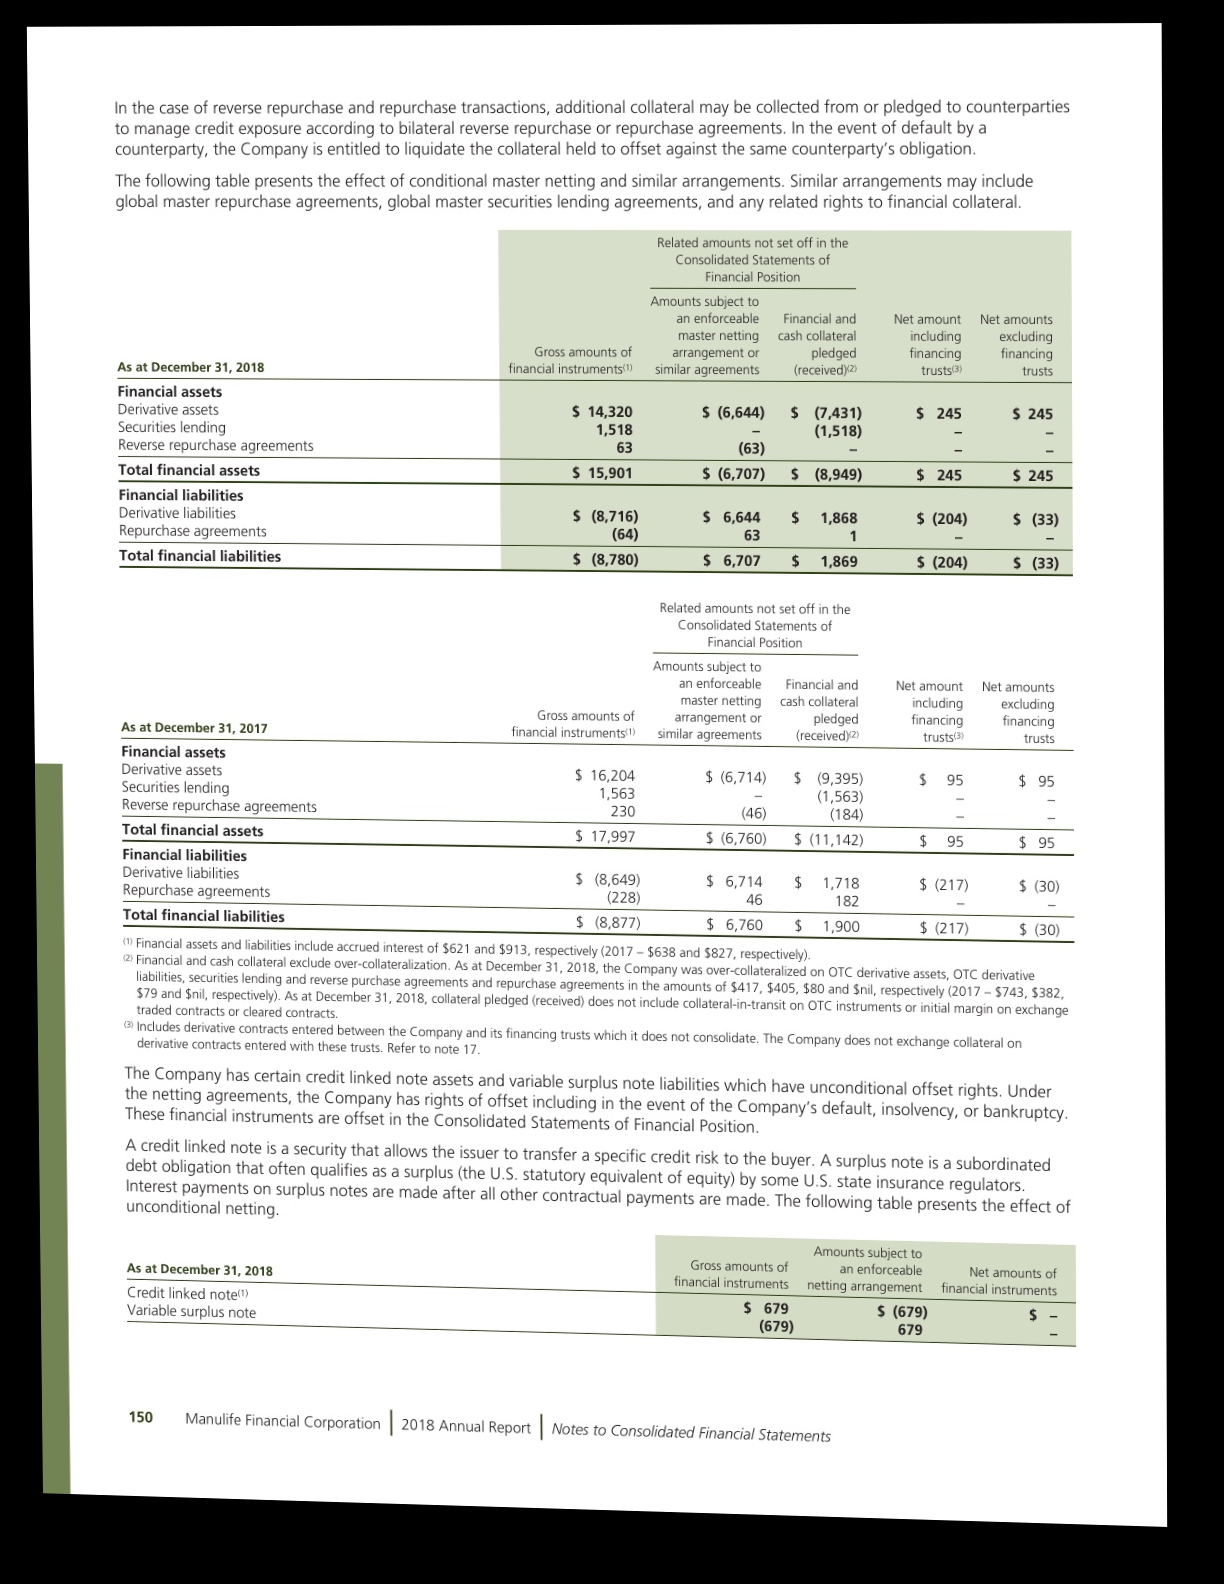 In the case of reverse repurchase and repurchase transactions, additional collateral may be collected from or pledged to counterparties
to manage credit exposure according to bilateral reverse repurchase or repurchase agreements. In the event of default by a
counterparty, the Company is entitled to liquidate the collateral held to offset against the same counterparty's obligation.
The following table presents the effect of conditional master netting and similar arrangements. Similar arrangements may include
global master repurchase agreements, global master securities lending agreements, and any related rights to financial collateral.
Related amounts not set off in the
Consolidated Statements of
Financial Position
Amounts subject to
an enforceable Financial and Net amount Net amounts
master netting cash collateral including excluding
Gross amounts of arrangement or pledged financing financing
As at December 31, 2018 financial instruments(1) similar agreements (received)(2) trusts(3) trusts
Financial assets
Derivative assets $ 14,320 $ (6,644) $ (7,431) $ 245 $ 245
Securities lending 1,518 – (1,518) – –
Reverse repurchase agreements 63 (63) – – –
Total financial assets $ 15,901 $ (6,707) $ (8,949) $ 245 $ 245
Financial liabilities
Derivative liabilities $ (8,716) $ 6,644 $ 1,868 $ (204) $ (33)
Repurchase agreements (64) 63 1 – –
Total financial liabilities $ (8,780) $ 6,707 $ 1,869 $ (204) $ (33)
Related amounts not set off in the
Consolidated Statements of
Financial Position
Amounts subject to
an enforceable Financial and Net amount Net amounts
master netting cash collateral including excluding
Gross amounts of arrangement or pledged financing financing
As at December 31, 2017 financial instruments(1) similar agreements (received)(2) trusts(3) trusts
Financial assets
Derivative assets $ 16,204 $ (6,714) $ (9,395) $ 95 $ 95
Securities lending 1,563 – (1,563) – –
Reverse repurchase agreements 230 (46) (184) – –
Total financial assets $ 17,997 $ (6,760) $ (11,142) $ 95 $ 95
Financial liabilities
Derivative liabilities $ (8,649) $ 6,714 $ 1,718 $ (217) $ (30)
Repurchase agreements (228) 46 182 – –
Total financial liabilities $ (8,877) $ 6,760 $ 1,900 $ (217) $ (30)
(1) Financial assets and liabilities include accrued interest of $621 and $913, respectively (2017 – $638 and $827, respectively).
(2) Financial and cash collateral exclude over-collateralization. As at December 31, 2018, the Company was over-collateralized on OTC derivative assets, OTC derivative
liabilities, securities lending and reverse purchase agreements and repurchase agreements in the amounts of $417, $405, $80 and $nil, respectively (2017 – $743, $382,
$79 and $nil, respectively). As at December 31, 2018, collateral pledged (received) does not include collateral-in-transit on OTC instruments or initial margin on exchange
traded contracts or cleared contracts.
(3) Includes derivative contracts entered between the Company and its financing trusts which it does not consolidate. The Company does not exchange collateral on
derivative contracts entered with these trusts. Refer to note 17.
The Company has certain credit linked note assets and variable surplus note liabilities which have unconditional offset rights. Under
the netting agreements, the Company has rights of offset including in the event of the Company's default, insolvency, or bankruptcy.
These financial instruments are offset in the Consolidated Statements of Financial Position.
A credit linked note is a security that allows the issuer to transfer a specific credit risk to the buyer. A surplus note is a subordinated
debt obligation that often qualifies as a surplus (the U.S. statutory equivalent of equity) by some U.S. state insurance regulators.
Interest payments on surplus notes are made after all other contractual payments are made. The following table presents the effect of
unconditional netting.
Amounts subject to
Gross amounts of an enforceable Net amounts of
As at December 31, 2018 financial instruments netting arrangement financial instruments
Credit linked note(1) $ 679 $ (679) $ –
Variable surplus note (679) 679 –
150 Manulife Financial Corporation | 2018 Annual Report | Notes to Consolidated Financial Statements